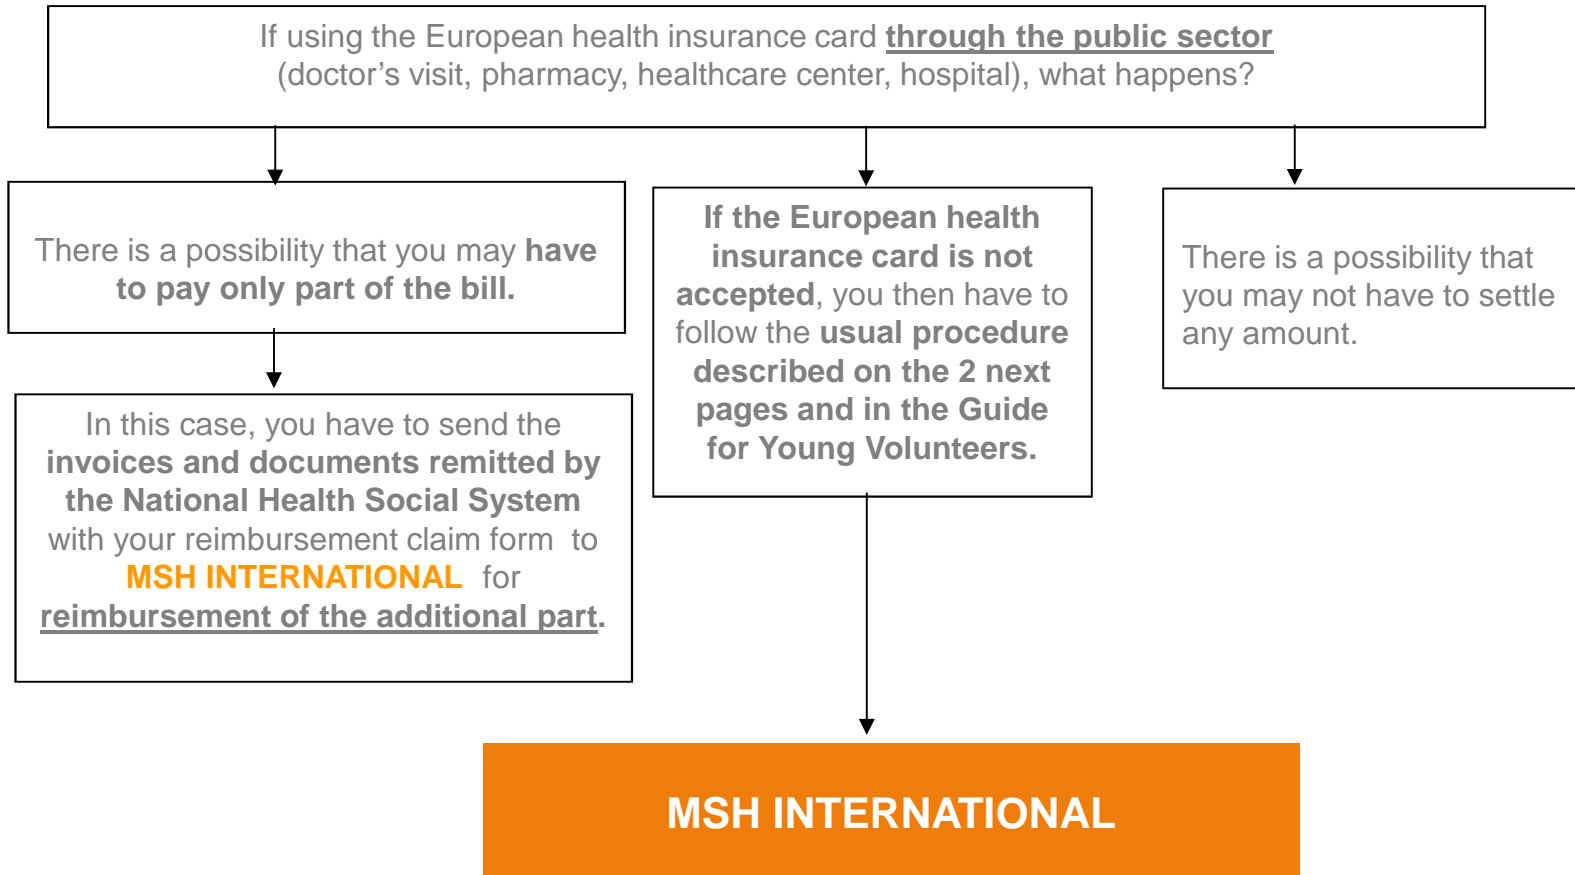 If using the European health insurance card through the public sector
(doctor’s visit, pharmacy, healthcare center, hospital), what happens?
There is a possibility that you may have
to pay only part of the bill.
In this case, you have to send the
invoices and documents remitted by
the National Health Social System
with your reimbursement claim form to
MSH INTERNATIONAL for
reimbursement of the additional part.
If the European health
insurance card is not
accepted, you then have to
follow the usual procedure
described on the 2 next
pages and in the Guide
for Young Volunteers.
There is a possibility that
you may not have to settle
any amount.
MSH INTERNATIONAL